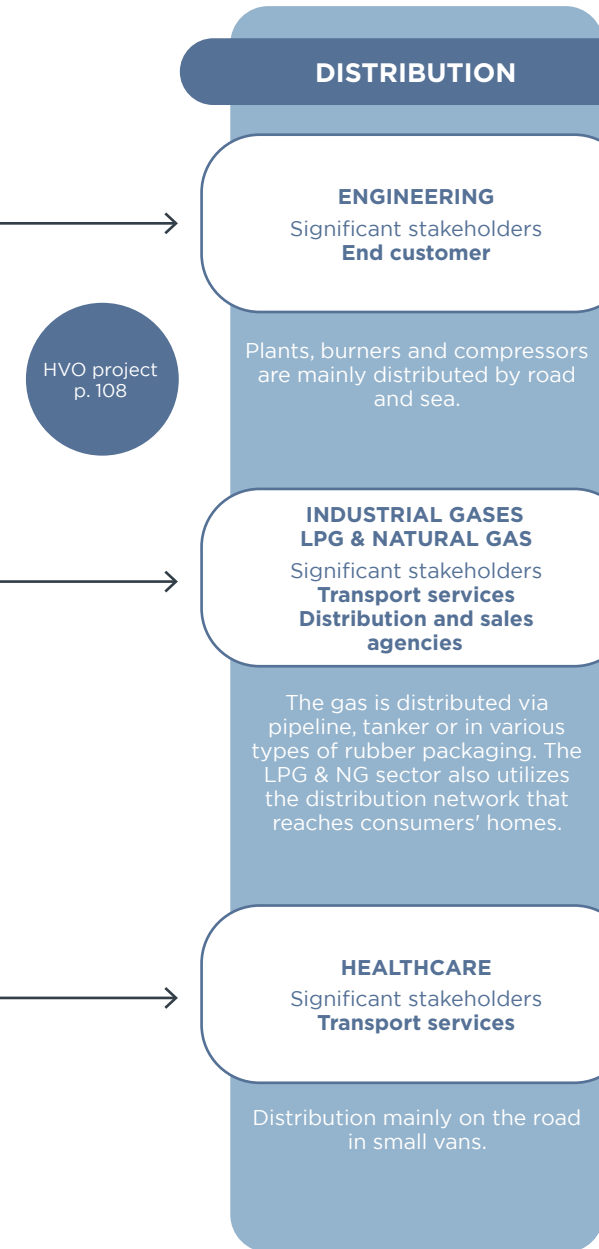 DISTRIBUTION
ENGINEERING
Significant stakeholders
End customer
HVO project
p. 108
Plants, burners and compressors
are mainly distributed by road
and sea.
INDUSTRIAL GASES
LPG & NATURAL GAS
Significant stakeholders
Transport services
Distribution and sales
agencies
The gas is distributed via
pipeline, tanker or in various
types of rubber packaging. The
LPG & NG sector also utilizes
the distribution network that
reaches consumers' homes.
HEALTHCARE
Significant stakeholders
Transport services
Distribution mainly on the road
in small vans.